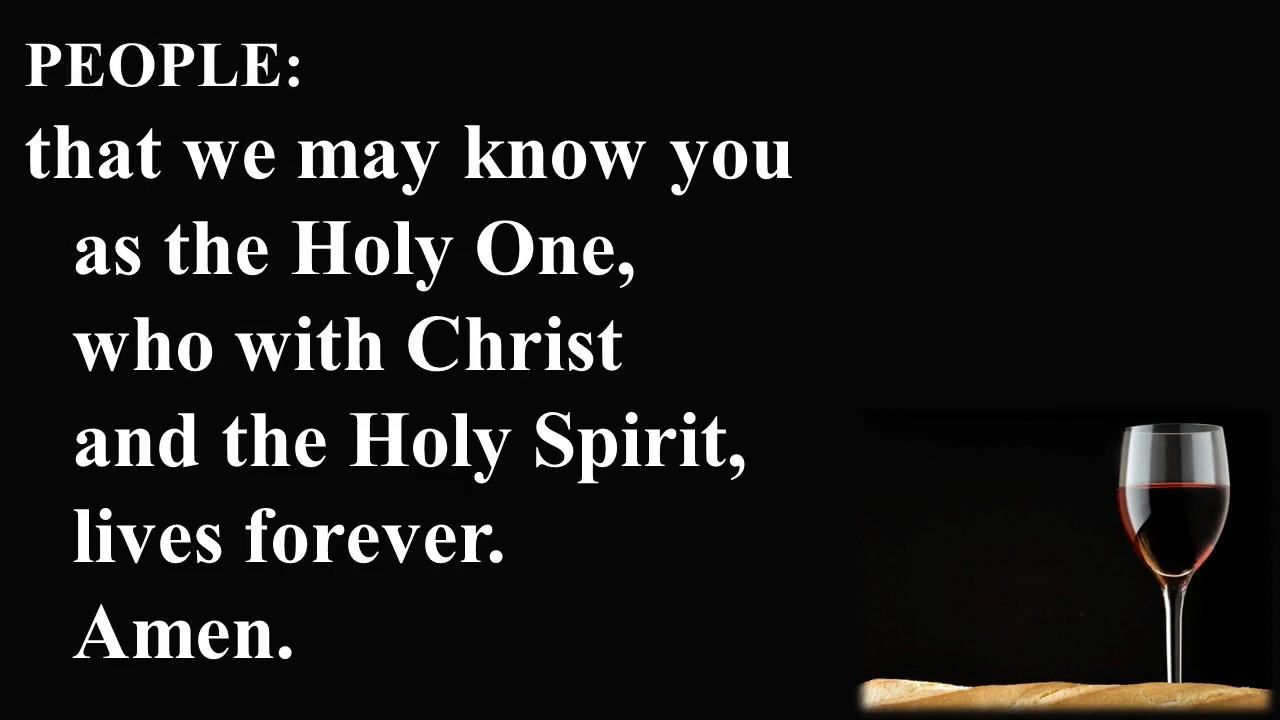 PEOPLE:
that we may know you
as the Holy One,
who with Christ
and the Holy Spirit,
lives forever.
Amen.